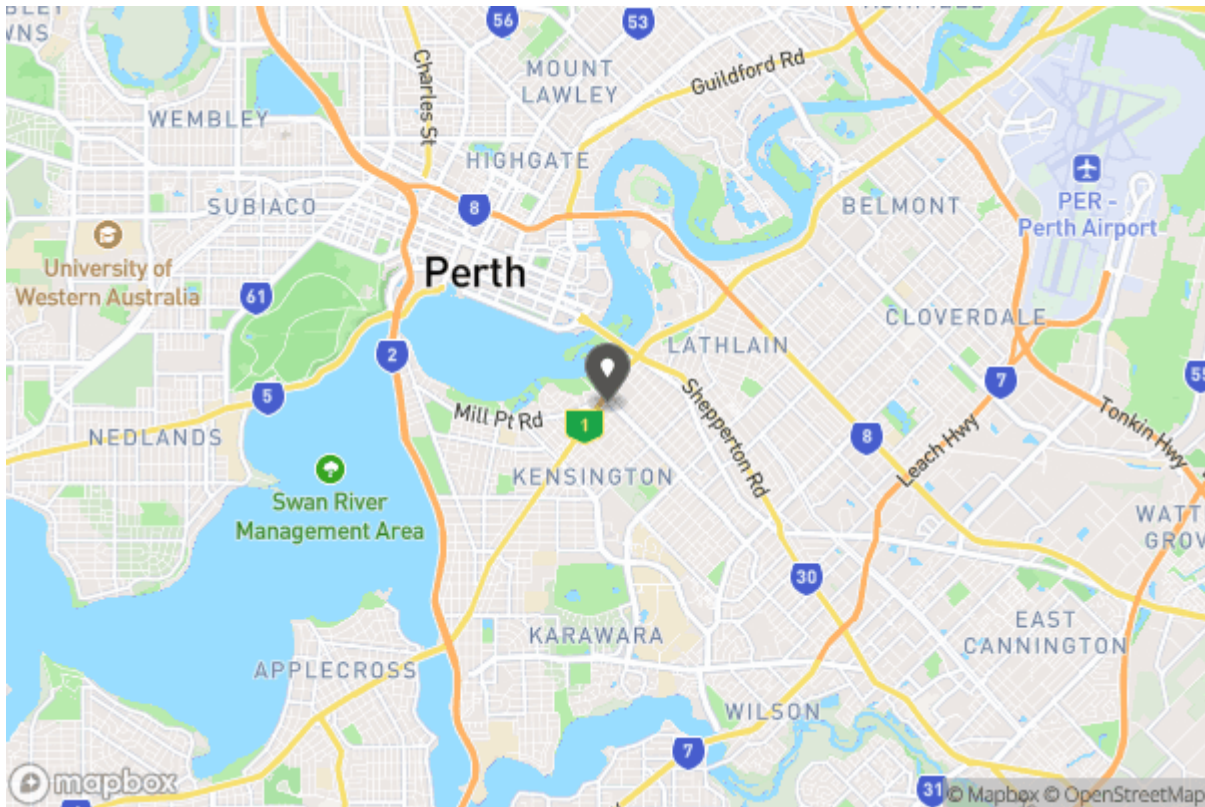 56
53
Charles St
MOUNT
LAWLEY
Guildford Rd
WEMBLEY
HIGHGATE
SUBIACO
8
BELMONT
PER -
Perth Airport
University of
Western Australia
61
Perth
CLOVERDALE
2
LATHLAIN
7
55
5
Mill Pt Rd
1
Shepperton Rd
8
Leach Hwy
Tonkin Hwy
NEDLANDS
KENSINGTON
Swan River
Management Area
30
KARAWARA
EAST
CANNINGTON
APPLECROSS
WILSON
7
mapbox
31
© Mapbox © OpenStreetMap